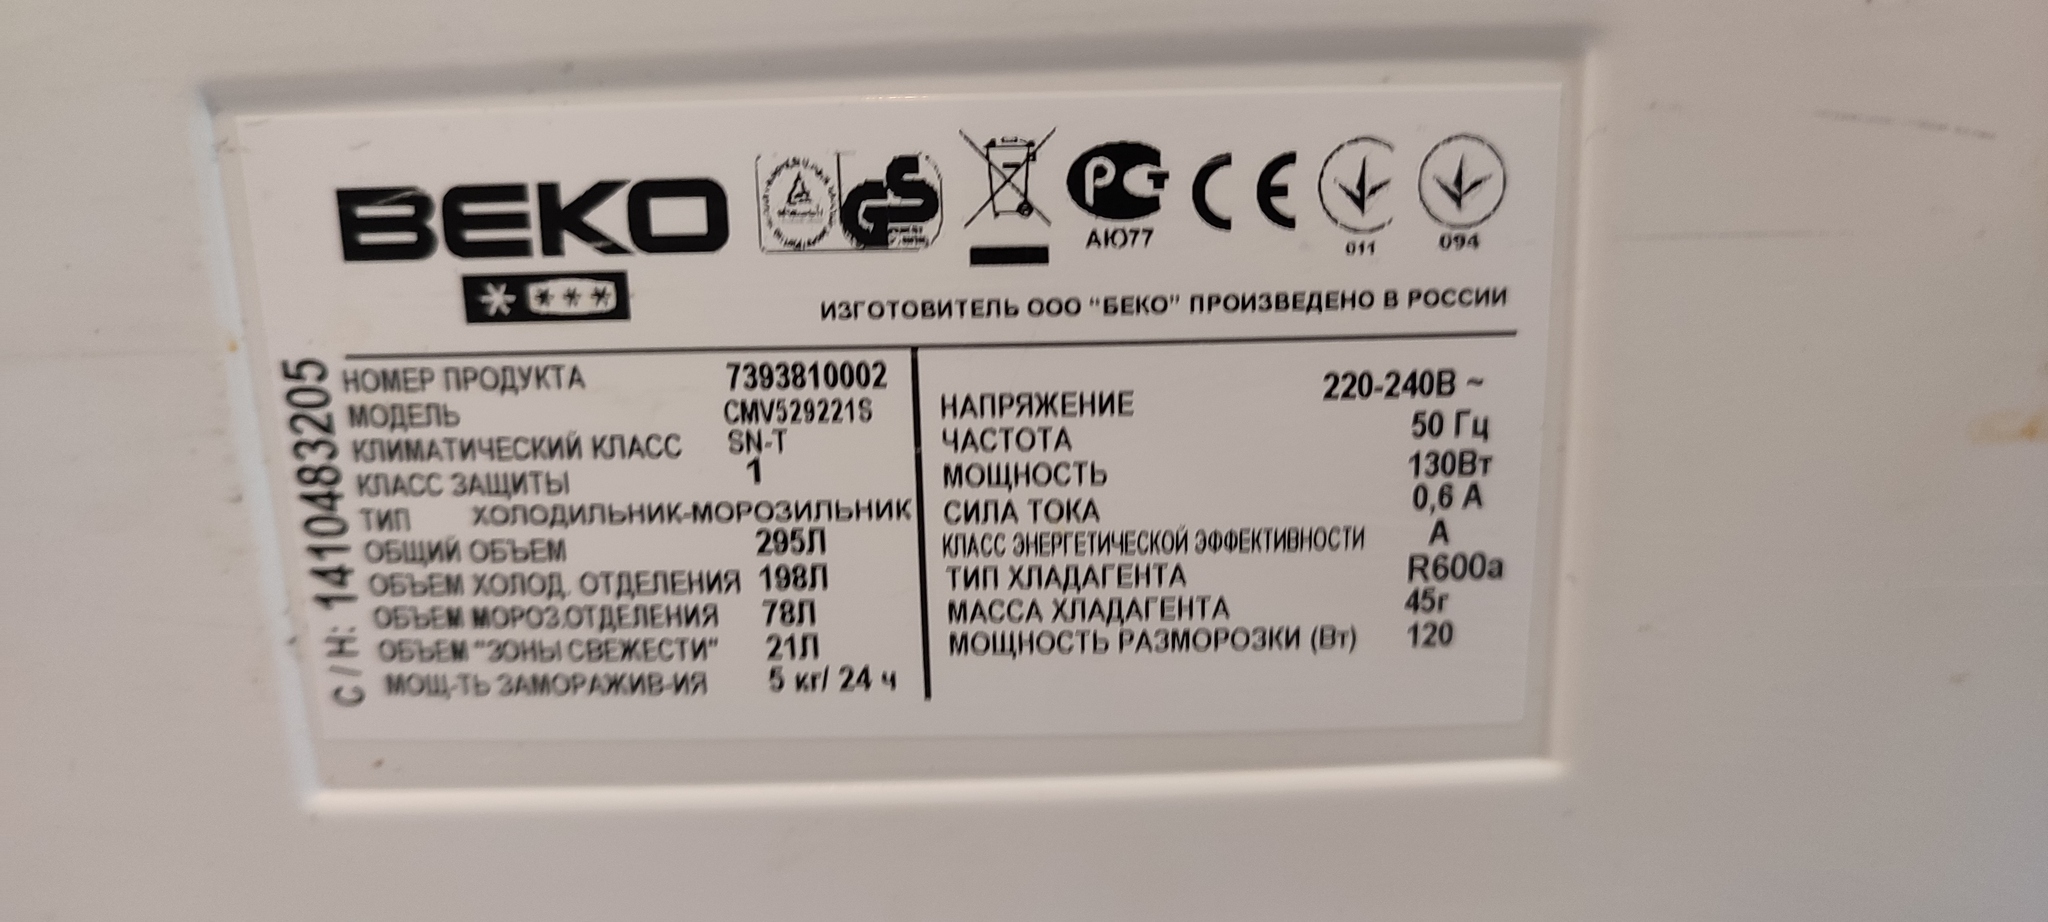 BEKO
GS
РСТ
CE
АЮ77
011
094
ИЗГОТОВИТЕЛЬ ООО "БЕКО" ПРОИЗВЕДЕНО В РОССИИ
С/Н: 1410483205
НОМЕР ПРОДУКТА 7393810002
МОДЕЛЬ CMV529221S
КЛИМАТИЧЕСКИЙ КЛАСС SN-T
КЛАСС ЗАЩИТЫ 1
ТИП ХОЛОДИЛЬНИК-МОРОЗИЛЬНИК
ОБЩИЙ ОБЪЕМ 295Л
ОБЪЕМ ХОЛОД. ОТДЕЛЕНИЯ 198Л
ОБЪЕМ МОРОЗ.ОТДЕЛЕНИЯ 78Л
ОБЪЕМ "ЗОНЫ СВЕЖЕСТИ" 21Л
МОЩ-ТЬ ЗАМОРАЖИВ-ИЯ 5 кг/ 24 ч
НАПРЯЖЕНИЕ 220-240В ~
ЧАСТОТА 50 Гц
МОЩНОСТЬ 130Вт
СИЛА ТОКА 0,6 А
КЛАСС ЭНЕРГЕТИЧЕСКОЙ ЭФФЕКТИВНОСТИ А
ТИП ХЛАДАГЕНТА R600a
МАССА ХЛАДАГЕНТА 45г
МОЩНОСТЬ РАЗМОРОЗКИ (Вт) 120